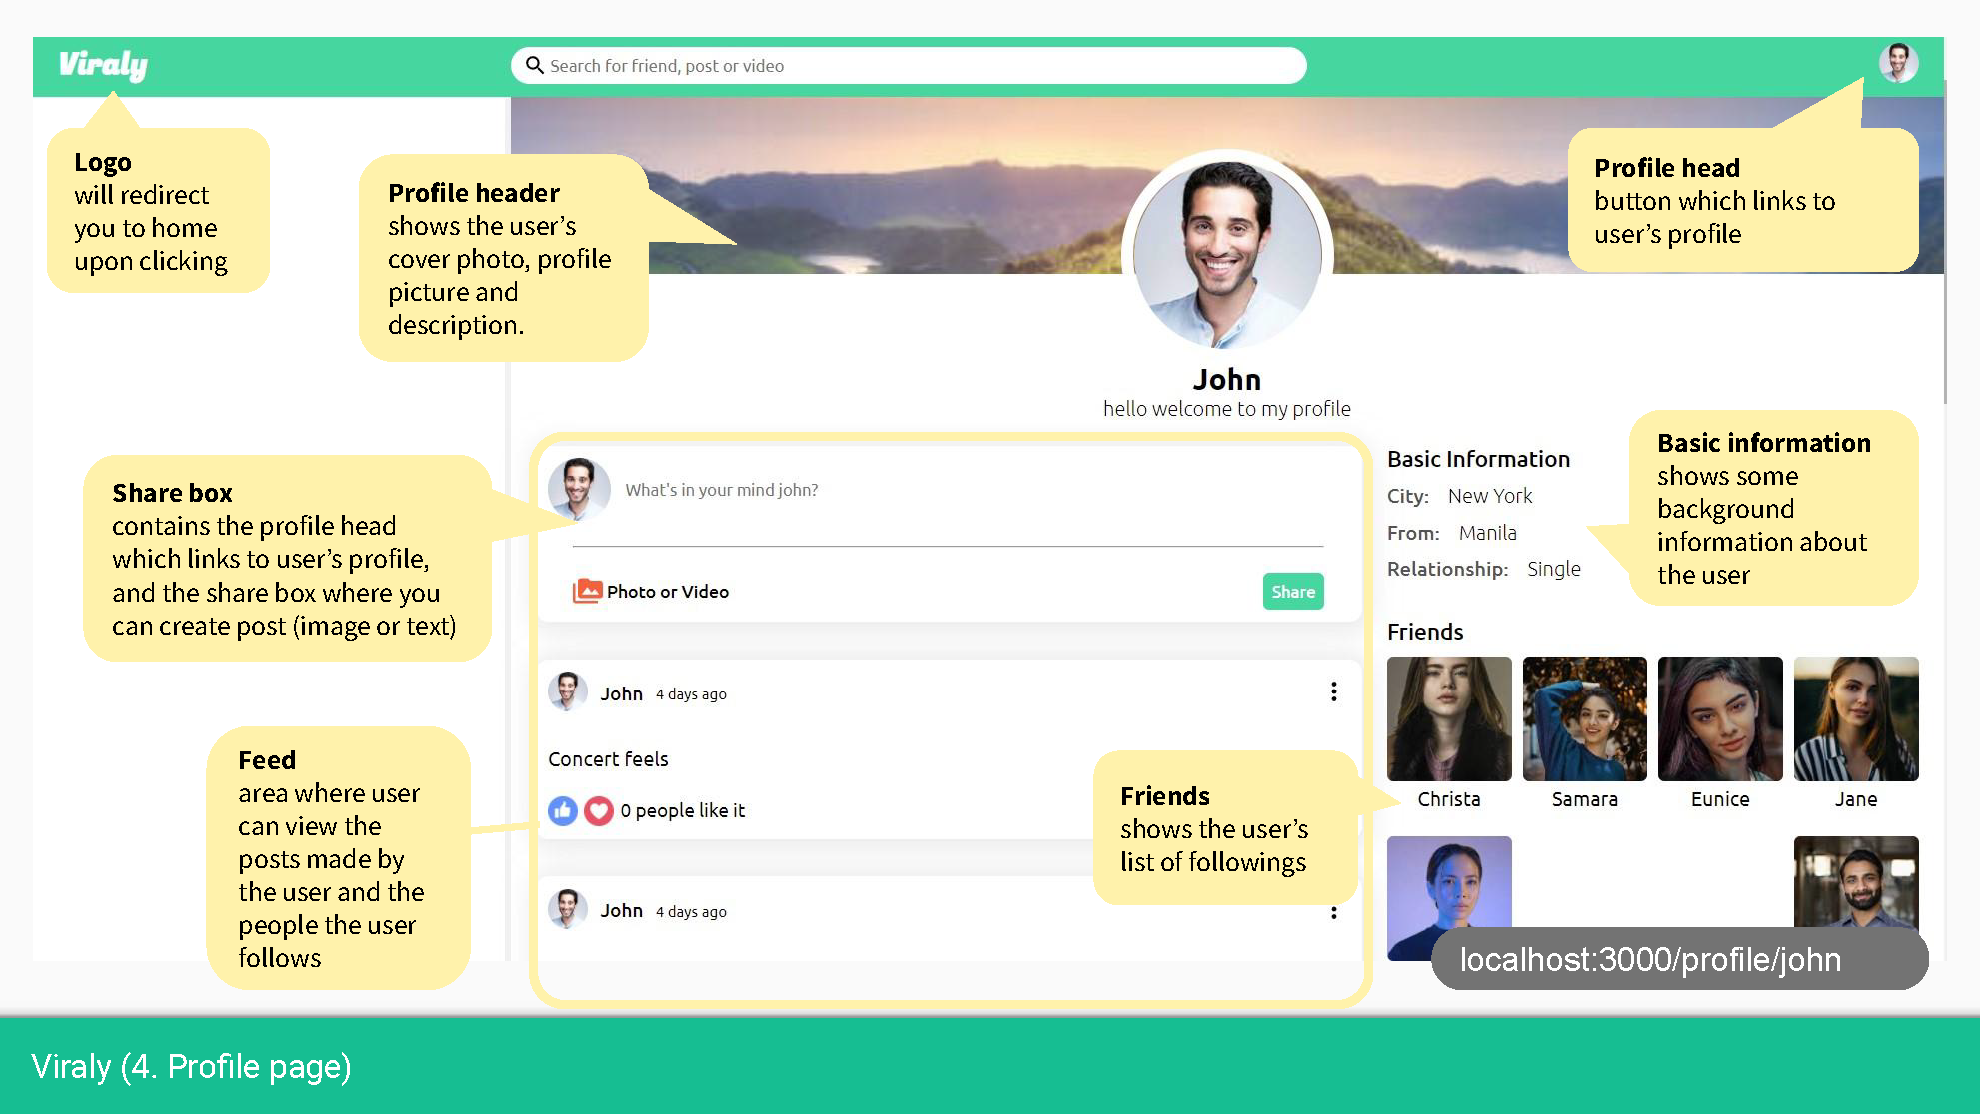 Viraly
Search for friend, post or video
Logo
will redirect
you to home
upon clicking
Profile header
shows the user's
cover photo, profile
picture and
description.
Profile head
button which links to
user's profile
John
hello welcome to my profile
Share box
contains the profile head
which links to user's profile,
and the share box where you
can create post (image or text)
What's in your mind john?
Photo or Video
Share
Basic Information
City: New York
From: Manila
Relationship: Single
Basic information
shows some
background
information about
the user
Friends
Christa
Samara
Eunice
Jane
John 4 days ago
Concert feels
0 people like it
Feed
area where user
can view the
posts made by
the user and the
people the user
follows
Friends
shows the user's
list of followings
John 4 days ago
localhost:3000/profile/john
Viraly (4. Profile page)